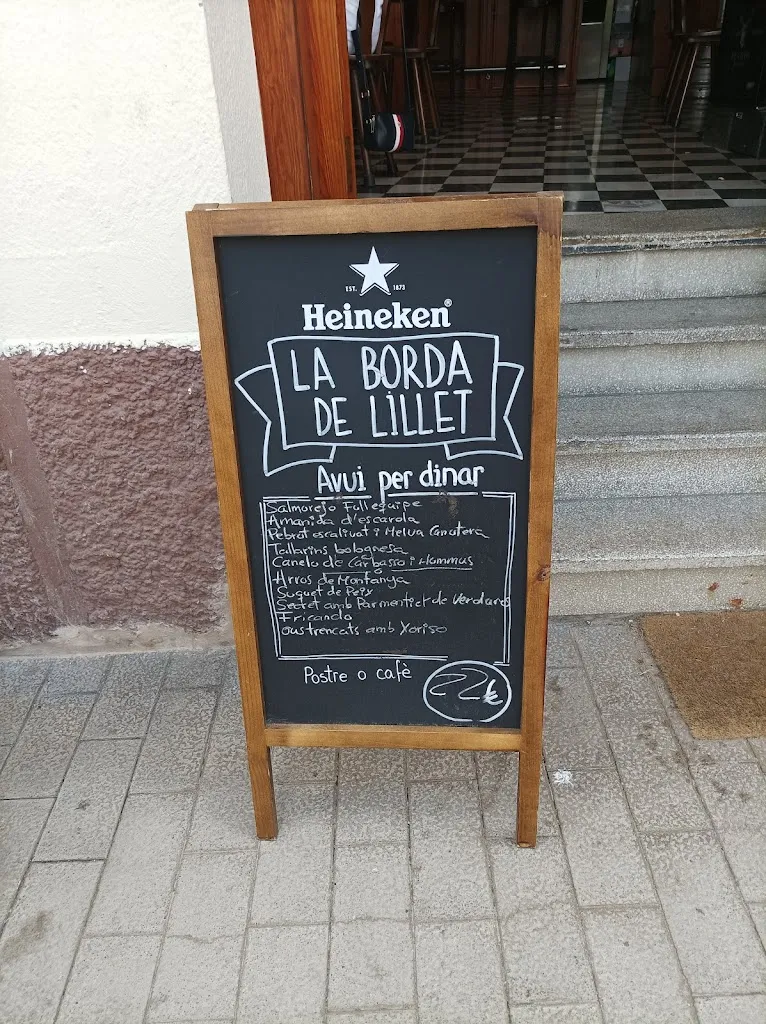 EST. 1873
Heineken®
LA BORDA
DE LILLET
Avui per dinar
Salmorejo Full equipe
Amanida d'escarola
Pebrot escalivat i Melva Canutera
Tallarins bolognesa
Canelo de Carbasso i Hommus
Arros de Montanya
Suquet de Peix
Secret amb Parmentier de Verdures
Fricando
Ous trencats amb Xoriso
Postre o cafè
22€